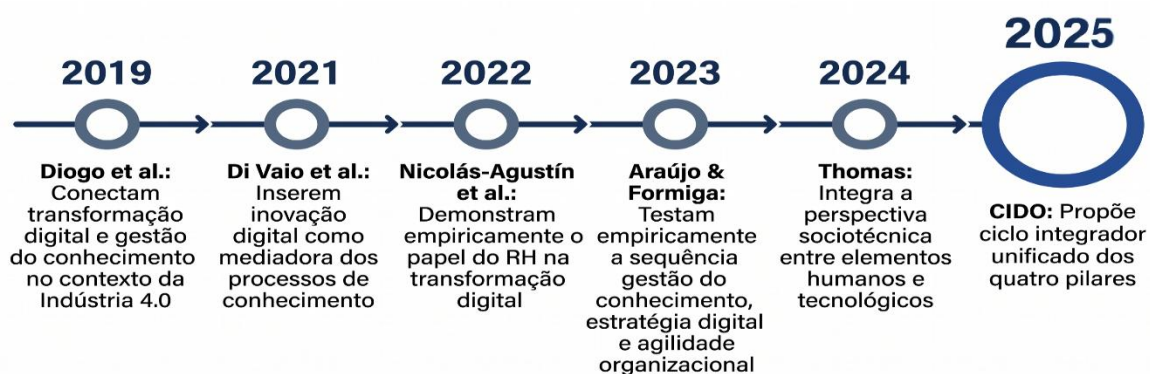 2019
Diogo et al.:
Conectam
transformação
digital e gestão
do conhecimento
no contexto da
Indústria 4.0
2021
Di Vaio et al.:
Inserem
inovação
digital como
mediadora dos
processos de
conhecimento
2022
Nicolás-Agustín
et al.:
Demonstram
empiricamente o
papel do RH na
transformação
digital
2023
Araújo &
Formiga:
Testam
empiricamente
a sequência
gestão do
conhecimento,
estratégia digital
e agilidade
organizacional
2024
Thomas:
Integra a
perspectiva
sociotécnica
entre elementos
humanos e
tecnológicos
2025
CIDO: Propõe
ciclo integrador
unificado dos
quatro pilares